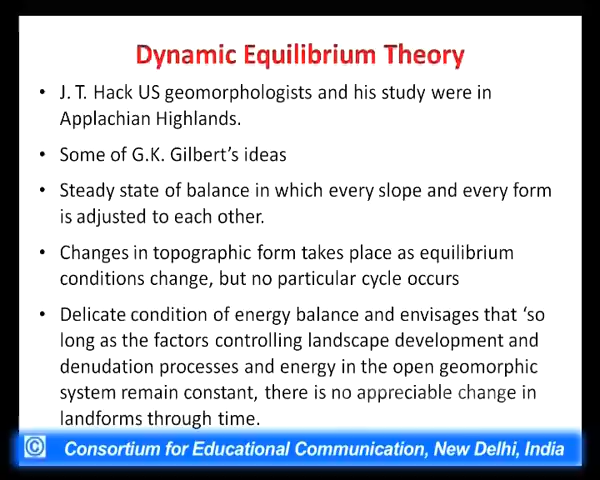 Dynamic Equilibrium Theory
• J. T. Hack US geomorphologists and his study were in
Applachian Highlands.
• Some of G.K. Gilbert's ideas
• Steady state of balance in which every slope and every form
is adjusted to each other.
• Changes in topographic form takes place as equilibrium
conditions change, but no particular cycle occurs
• Delicate condition of energy balance and envisages that ‘so
long as the factors controlling landscape development and
denudation processes and energy in the open geomorphic
system remain constant, there is no appreciable change in
landforms through time.
© Consortium for Educational Communication, New Delhi, India